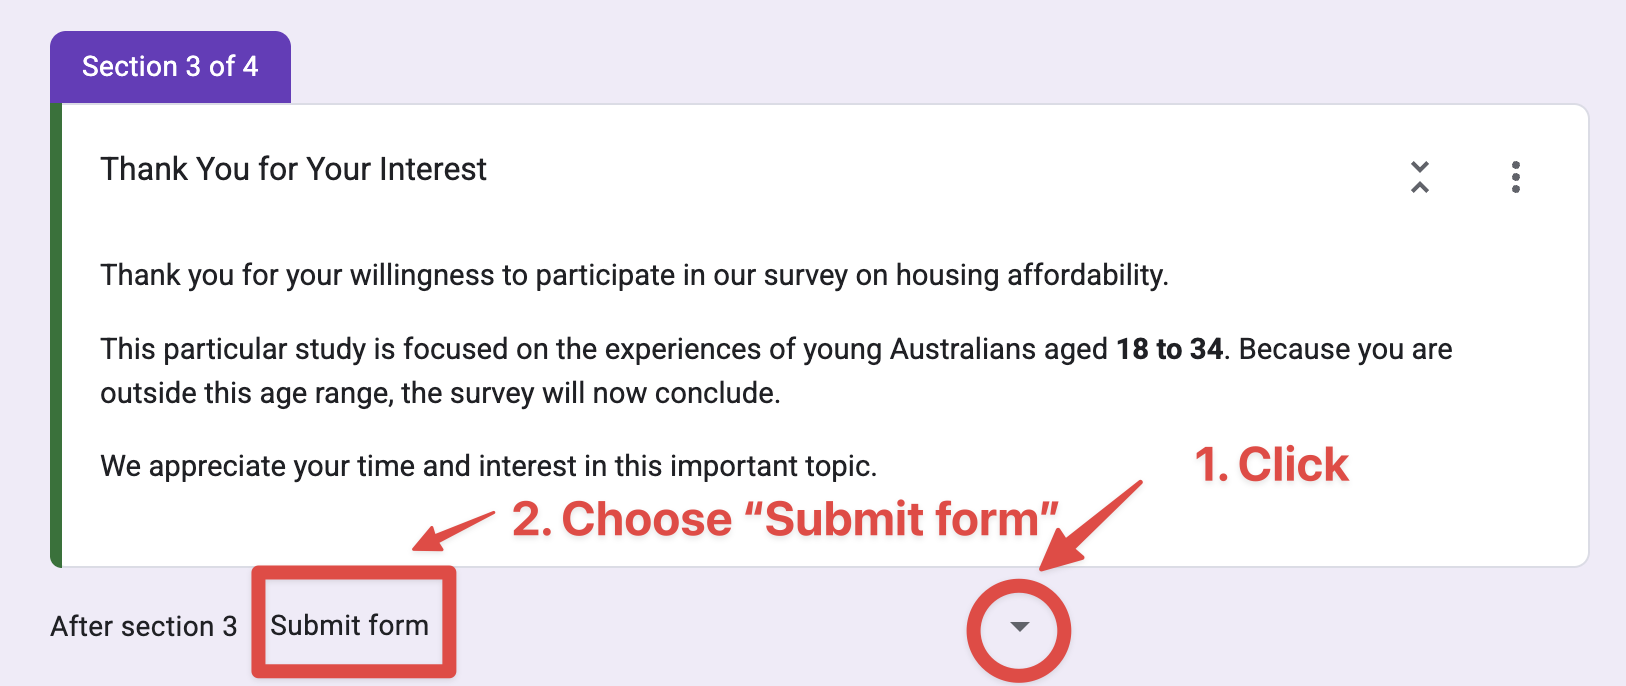 Section 3 of 4
Thank You for Your Interest
Thank you for your willingness to participate in our survey on housing affordability.
This particular study is focused on the experiences of young Australians aged 18 to 34. Because you are
outside this age range, the survey will now conclude.
We appreciate your time and interest in this important topic.
1. Click
2. Choose “Submit form”
After section 3 Submit form